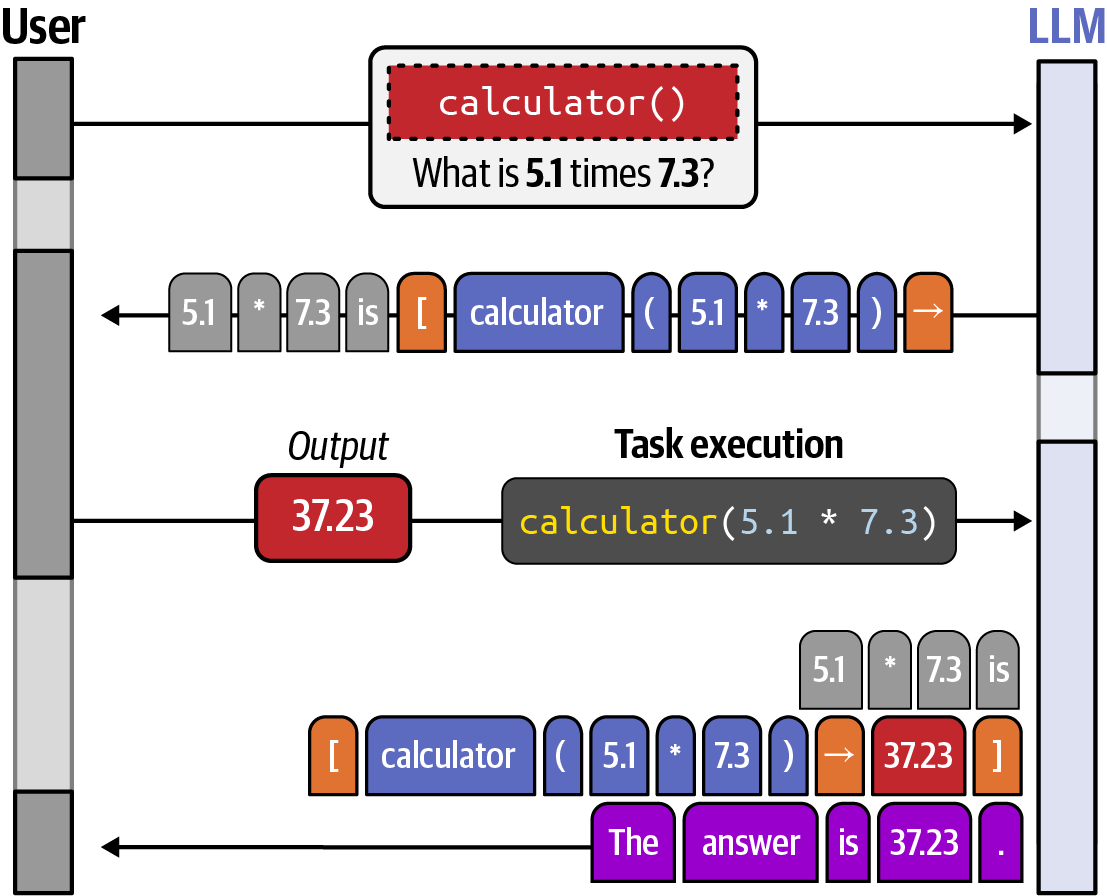 User
LLM
calculator()
What is 5.1 times 7.3?
5.1 * 7.3 is [ calculator ( 5.1 * 7.3 ) →
Output
Task execution
37.23
calculator(5.1 * 7.3)
5.1 * 7.3 is
[ calculator ( 5.1 * 7.3 ) → 37.23 ]
The answer is 37.23 .